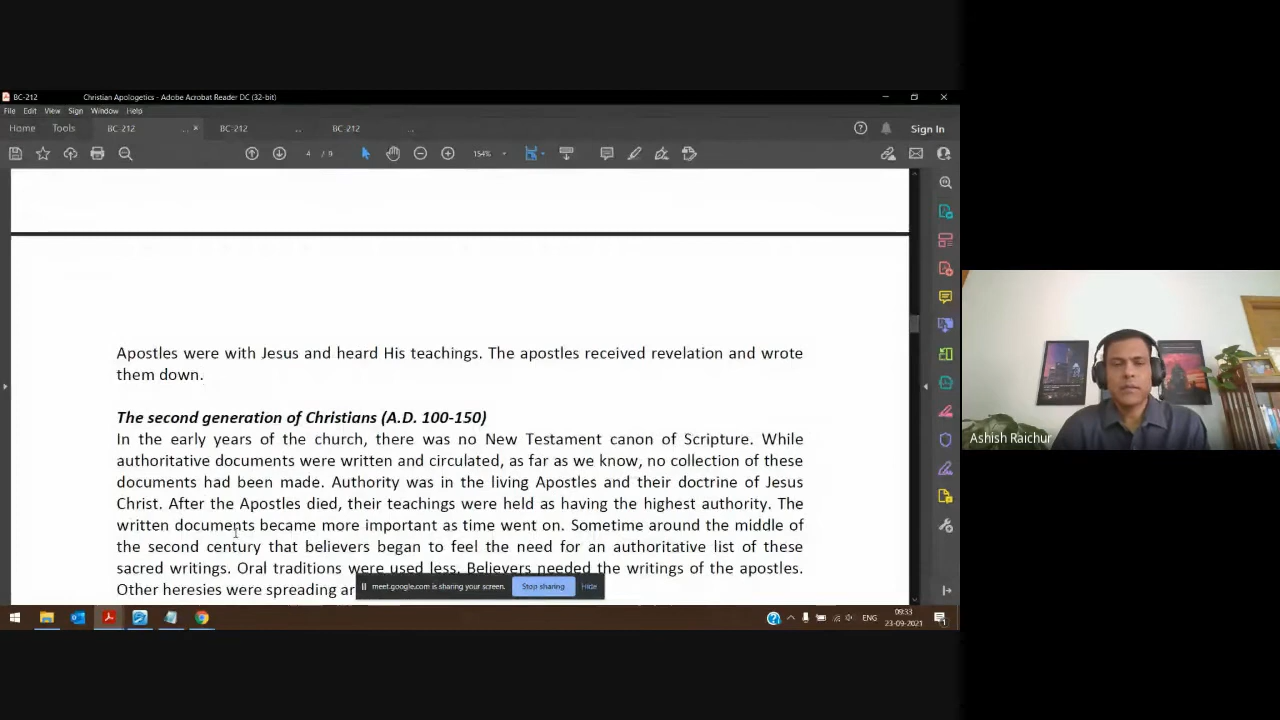 BC-212 Christian Apologetics - Adobe Acrobat Reader DC (32-bit)
File Edit View Sign Window Help
Home Tools BC-212 ... × BC-212 ... BC-212 ... Sign In
4 / 9 154%
Apostles were with Jesus and heard His teachings. The apostles received revelation and wrote
them down.
The second generation of Christians (A.D. 100-150)
In the early years of the church, there was no New Testament canon of Scripture. While
authoritative documents were written and circulated, as far as we know, no collection of these
documents had been made. Authority was in the living Apostles and their doctrine of Jesus
Christ. After the Apostles died, their teachings were held as having the highest authority. The
written documents became more important as time went on. Sometime around the middle of
the second century that believers began to feel the need for an authoritative list of these
sacred writings. Oral traditions were used less. Believers needed the writings of the apostles.
Other heresies were spreading
meet.google.com is sharing your screen. Stop sharing Hide
Ashish Raichur
ENG
09:33
23-09-2021